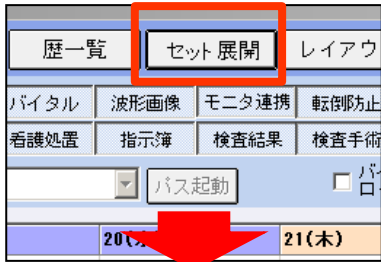 歴一覧 セット展開 レイアウ
バイタル 波形画像 モニタ連携 転倒防止
看護処置 指示簿 検査結果 検査手術
パス起動
20( 21(木)